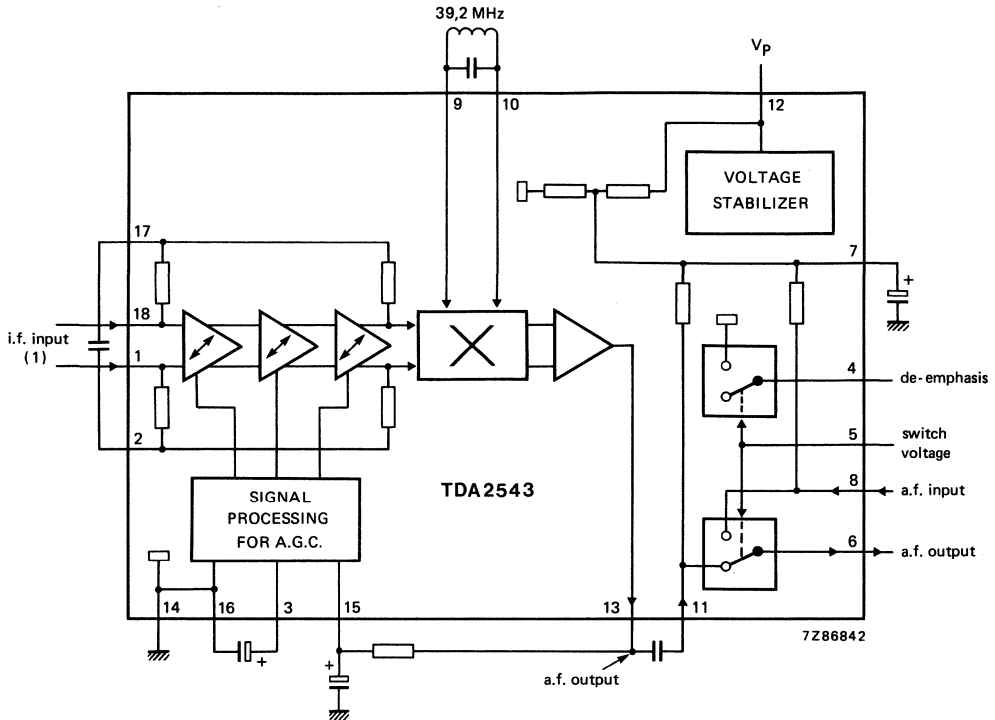 39,2 MHz
Vp
9
10
12
VOLTAGE
STABILIZER
17
7
+
18
i.f. input
(1)
1
4
de-emphasis
2
5
switch
voltage
TDA2543
SIGNAL
PROCESSING
FOR A.G.C.
8
a.f. input
6
a.f. output
14
16
3
15
13
11
7Z86842
+
+
a.f. output